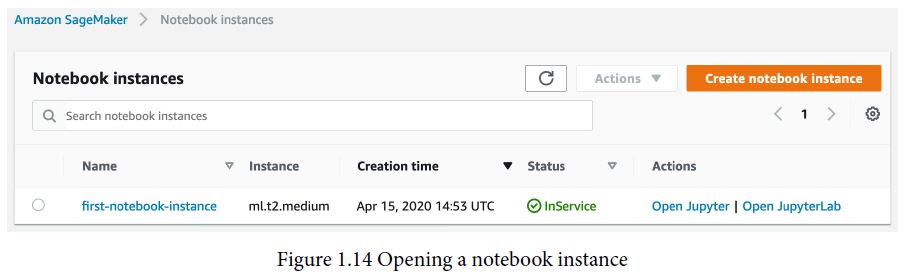 Amazon SageMaker > Notebook instances
Notebook instances
Actions
Create notebook instance
Search notebook instances
1
Name Instance Creation time Status Actions
first-notebook-instance ml.t2.medium Apr 15, 2020 14:53 UTC InService Open Jupyter | Open JupyterLab
Figure 1.14 Opening a notebook instance